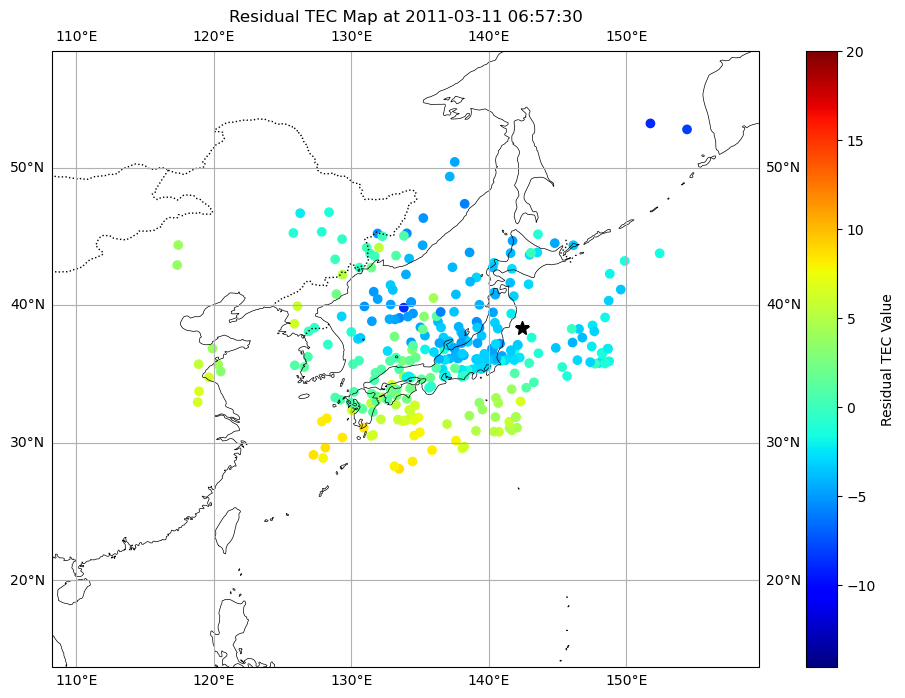 Residual TEC Map at 2011-03-11 06:57:30
110°E 120°E 130°E 140°E 150°E
20
15
50°N 50°N
10
40°N 40°N
5
Residual TEC Value
0
30°N 30°N
−5
20°N 20°N
−10
110°E 120°E 130°E 140°E 150°E